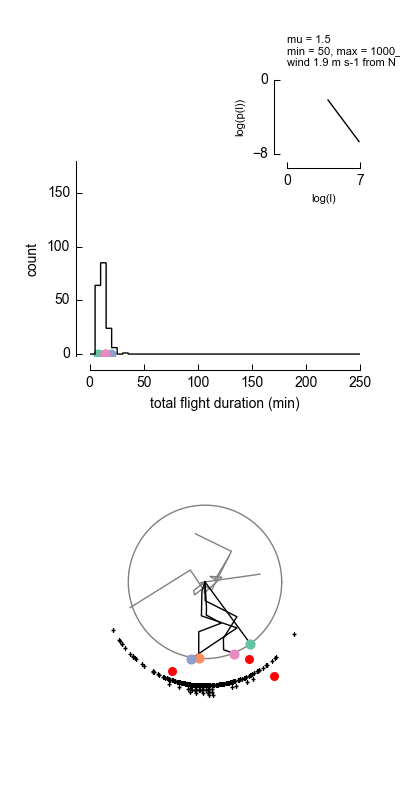 mu = 1.5
min = 50, max = 1000_
wind 1.9 m s-1 from N
0
log(p(l))
−8
0
7
log(l)
150
100
50
0
count
0
50
100
150
200
250
total flight duration (min)